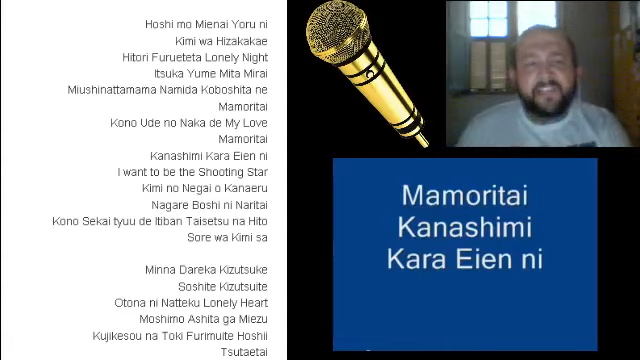 Hoshi mo Mienai Yoru ni
Kimi wa Hizakakae
Hitori Furueteta Lonely Night
Itsuka Yume Mita Mirai
Miushinattamama Namida Koboshita ne
Mamoritai
Kono Ude no Naka de My Love
Mamoritai
Kanashimi Kara Eien ni
I want to be the Shooting Star
Kimi no Negai o Kanaeru
Nagare Boshi ni Naritai
Kono Sekai tyuu de Itiban Taisetsu na Hito
Sore wa Kimi sa
Minna Dareka Kizutsuke
Soshite Kizutsuite
Otona ni Natteku Lonely Heart
Moshimo Ashita ga Miezu
Kujikesou na Toki Furimuite Hoshii
Tsutaetai
Mamoritai
Kanashimi
Kara Eien ni